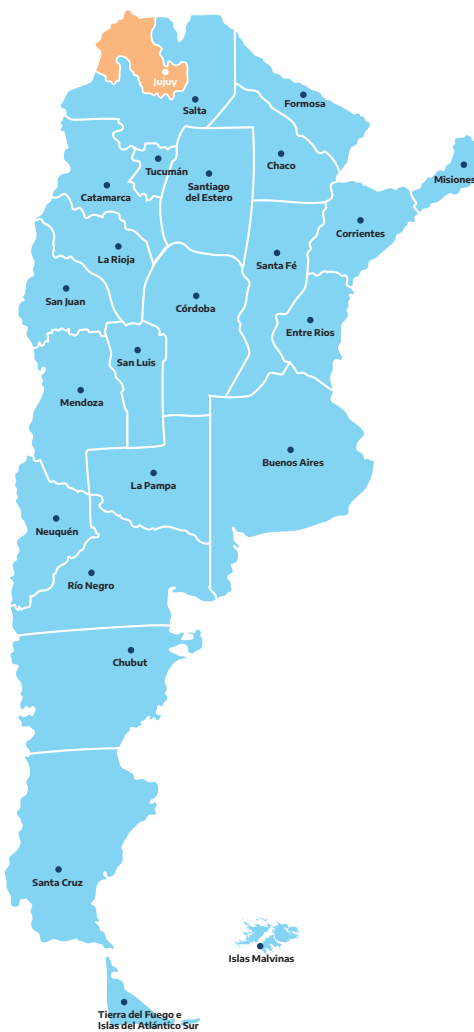 Jujuy
Formosa
Salta
Chaco
Tucumán
Misiones
Santiago
del Estero
Catamarca
Corrientes
La Rioja
Santa Fé
San Juan
Córdoba
Entre Rios
San Luis
Mendoza
Buenos Aires
La Pampa
Neuquén
Río Negro
Chubut
Santa Cruz
Islas Malvinas
Tierra del Fuego e
Islas del Atlántico Sur